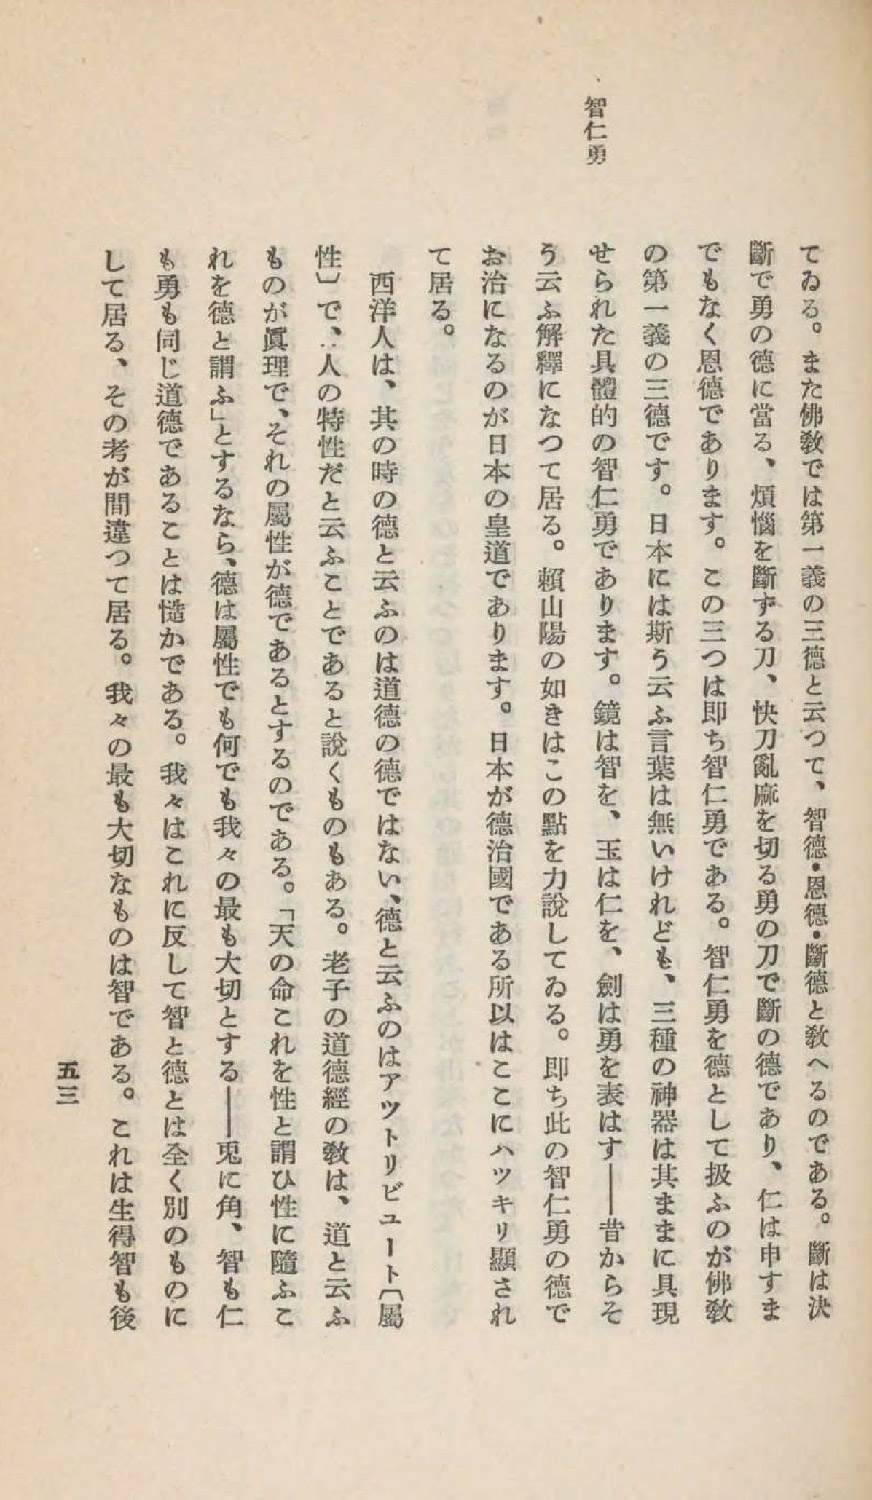 智仁勇
てゐる。また佛教では第一義の三德と云つて、智德・恩德・斷德と敎へるのである。斷は決
斷で勇の德に當る、煩惱を斷ずる刀、快刀亂麻を切る勇の刀で斷の德であり、仁は申すま
でもなく恩德であります。この三つは即ち智仁勇である。智仁勇を德として扱ふのが佛敎
の第一義の三德です。日本には斯う云ふ言葉は無いけれども、三種の神器は其ままに具現
せられた具體的の智仁勇であります。鏡は智を、玉は仁を、劍は勇を表はす——昔からそ
う云ふ解釋になつて居る。賴山陽の如きはこの點を力說してゐる。即ち此の智仁勇の德で
お治になるのが日本の皇道であります。日本が德治國である所以はここにハツキリ顯され
て居る。
西洋人は、其の時の德と云ふのは道德の德ではない、德と云ふのはアツトリビュート〔屬
性〕で、人の特性だと云ふことであると說くものもある。老子の道德經の敎は、道と云ふ
ものが眞理で、それの屬性が德であるとするのである。「天の命これを性と謂ひ性に隨ふこ
れを德と謂ふ」とするなら、德は屬性でも何でも我々の最も大切とする——兎に角、智も仁
も勇も同じ道德であることは慥かである。我々はこれに反して智と德とは全く別のものに
して居る、その考が間違つて居る。我々の最も大切なものは智である。これは生得智も後
五三